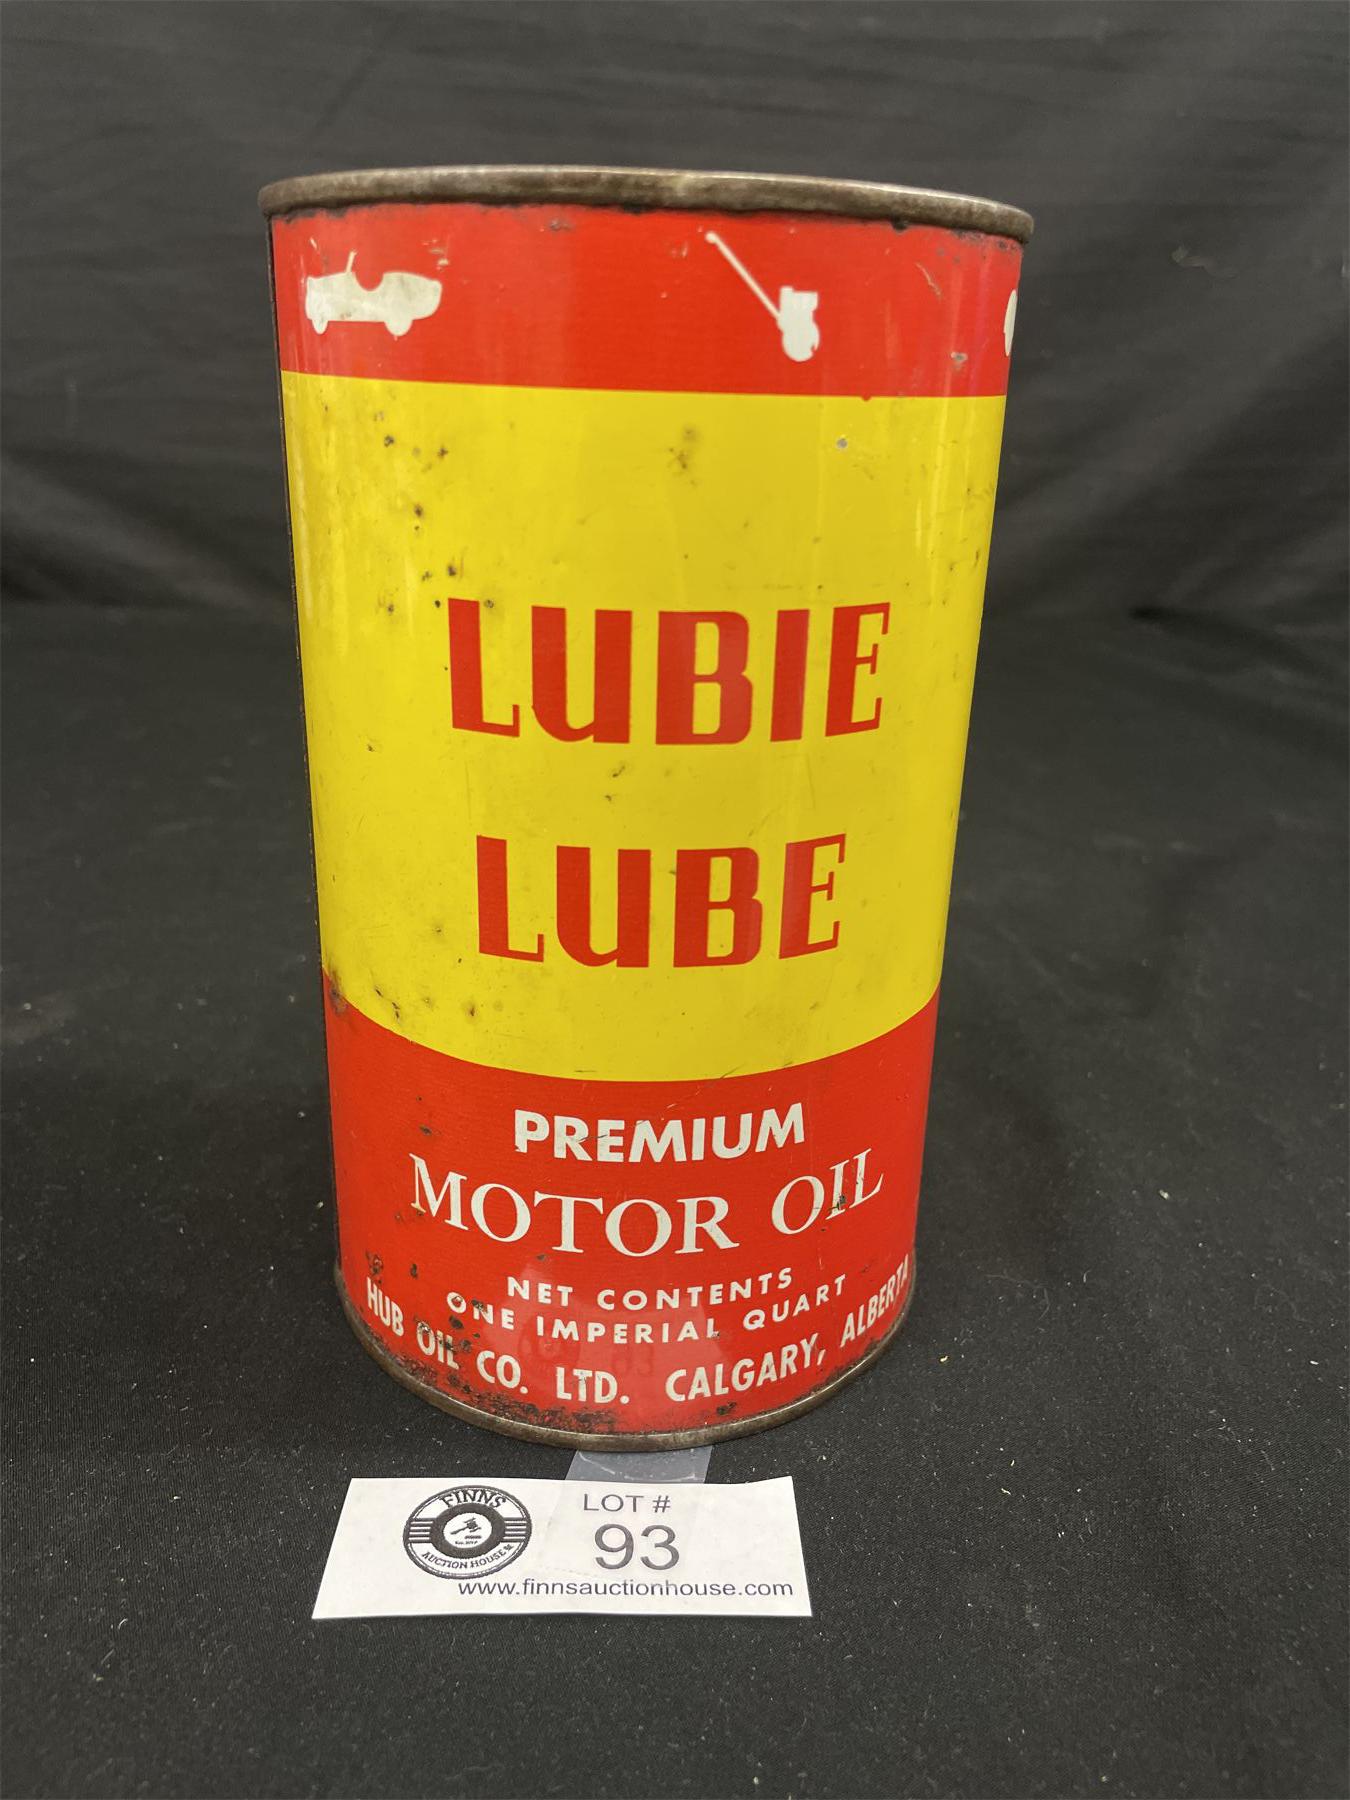 LUBIE
LUBE
PREMIUM
MOTOR OIL
NET CONTENTS
ONE IMPERIAL QUART
HUB OIL CO. LTD. CALGARY, ALBERTA
FINNS
AUCTION HOUSE
LOT #
93
www.finnsauctionhouse.com